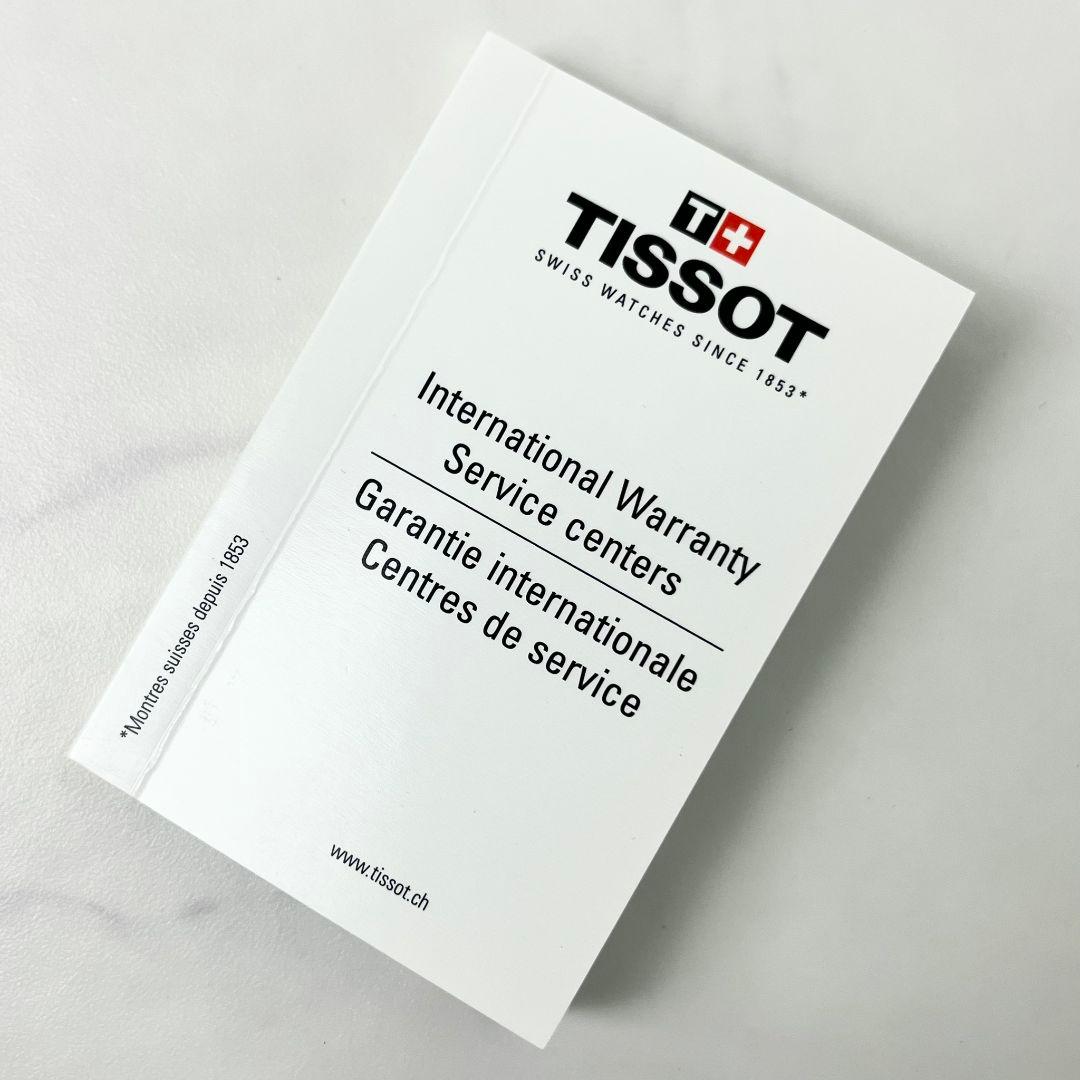 T+
TISSOT
SWISS WATCHES SINCE 1853*
International Warranty
Service centers
Garantie internationale
Centres de service
*Montres suisses depuis 1853
www.tissot.ch